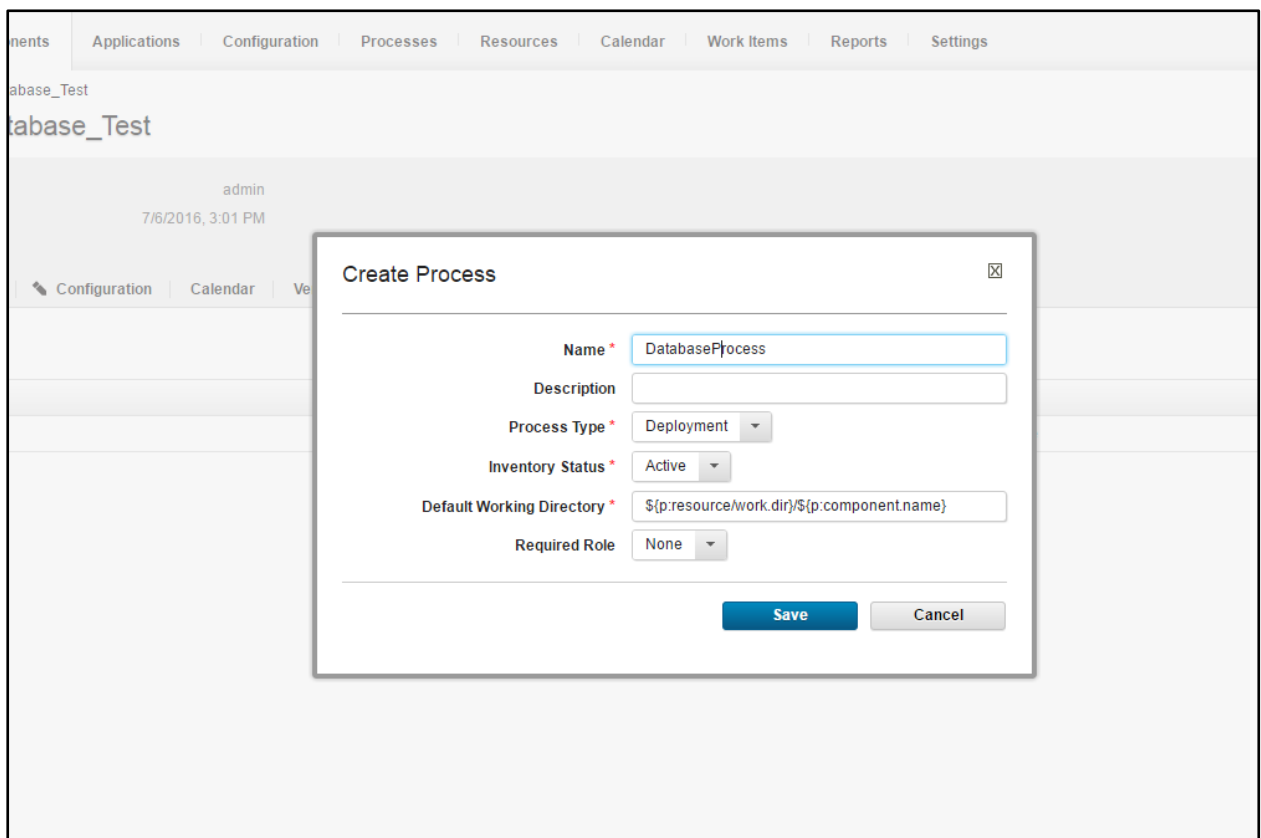 nents Applications Configuration Processes Resources Calendar Work Items Reports Settings
abase_Test
tabase_Test
admin
7/6/2016, 3:01 PM
Configuration Calendar Ve
Create Process
Name * DatabaseProcess
Description
Process Type * Deployment
Inventory Status * Active
Default Working Directory * ${p:resource/work.dir}/${p:component.name}
Required Role None
Save Cancel